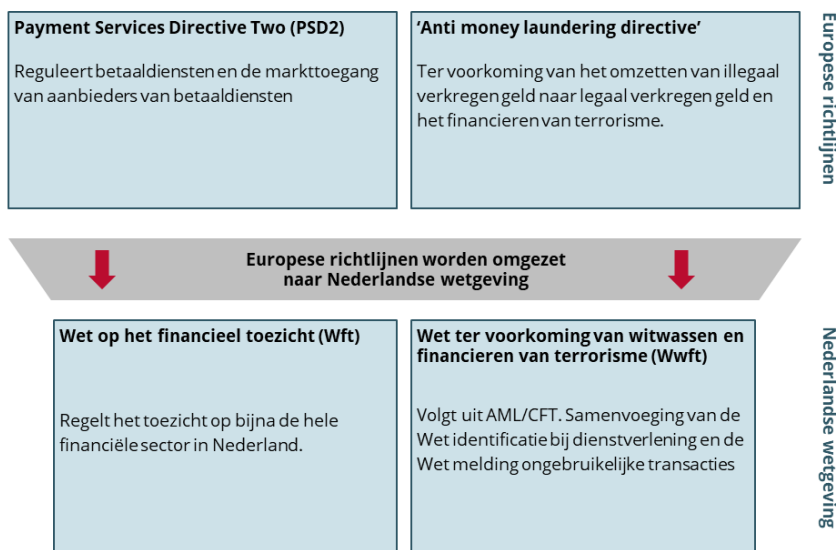 Payment Services Directive Two (PSD2)
Reguleert betaaldiensten en de markttoegang
van aanbieders van betaaldiensten
‘Anti money laundering directive’
Ter voorkoming van het omzetten van illegaal
verkregen geld naar legaal verkregen geld en
het financieren van terrorisme.
Europese richtlijnen
Europese richtlijnen worden omgezet
naar Nederlandse wetgeving
Wet op het financieel toezicht (Wft)
Regelt het toezicht op bijna de hele
financiële sector in Nederland.
Wet ter voorkoming van witwassen en
financieren van terrorisme (Wwft)
Volgt uit AML/CFT. Samenvoeging van de
Wet identificatie bij dienstverlening en de
Wet melding ongebruikelijke transacties
Nederlandse wetgeving